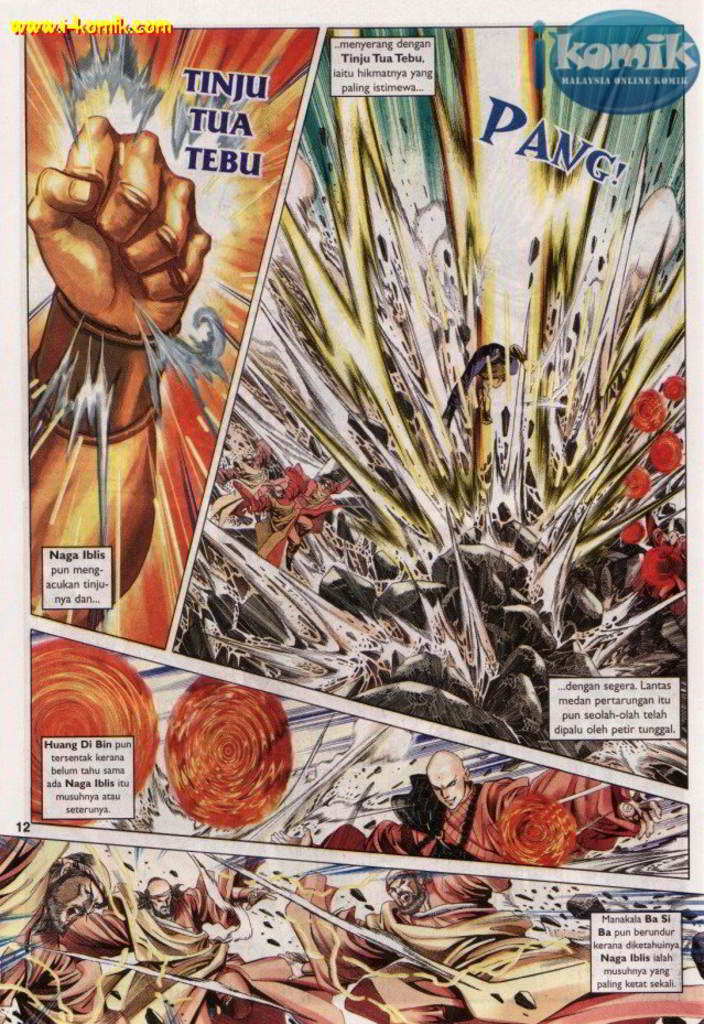 www.i-komik.com
ikomik
MALAYSIA ONLINE KOMIK
TINJU
TUA
TEBU
Naga Iblis
pun meng-
acukan tinju-
nya dan...
...menyerang dengan
Tinju Tua Tebu,
iaitu hikmatnya yang
paling istimewa...
PANG!
...dengan segera. Lantas
medan pertarungan itu
pun seolah-olah telah
dipalu oleh petir tunggal.
Huang Di Bin pun
tersentak kerana
belum tahu sama
ada Naga Iblis itu
musuhnya atau
seterunya.
12
Manakala Ba Si
Ba pun berundur
kerana diketahuinya
Naga Iblis ialah
musuhnya yang
paling ketat sekali.